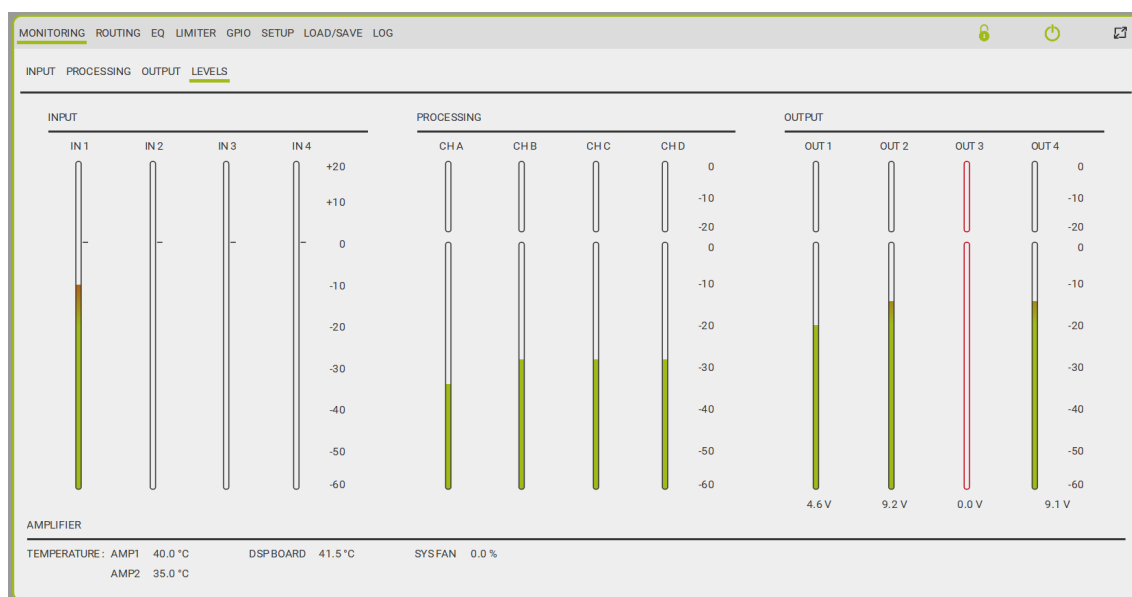 MONITORING ROUTING EQ LIMITER GPIO SETUP LOAD/SAVE LOG
INPUT PROCESSING OUTPUT LEVELS
INPUT
IN 1 IN 2 IN 3 IN 4
+20
+10
0
-10
-20
-30
-40
-50
-60
PROCESSING
CH A CH B CH C CH D
0
-10
-20
0
-10
-20
-30
-40
-50
-60
OUTPUT
OUT 1 OUT 2 OUT 3 OUT 4
0
-10
-20
0
-10
-20
-30
-40
-50
-60
4.6 V 9.2 V 0.0 V 9.1 V
AMPLIFIER
TEMPERATURE: AMP1 40.0 °C DSP BOARD 41.5 °C SYS FAN 0.0 %
AMP2 35.0 °C